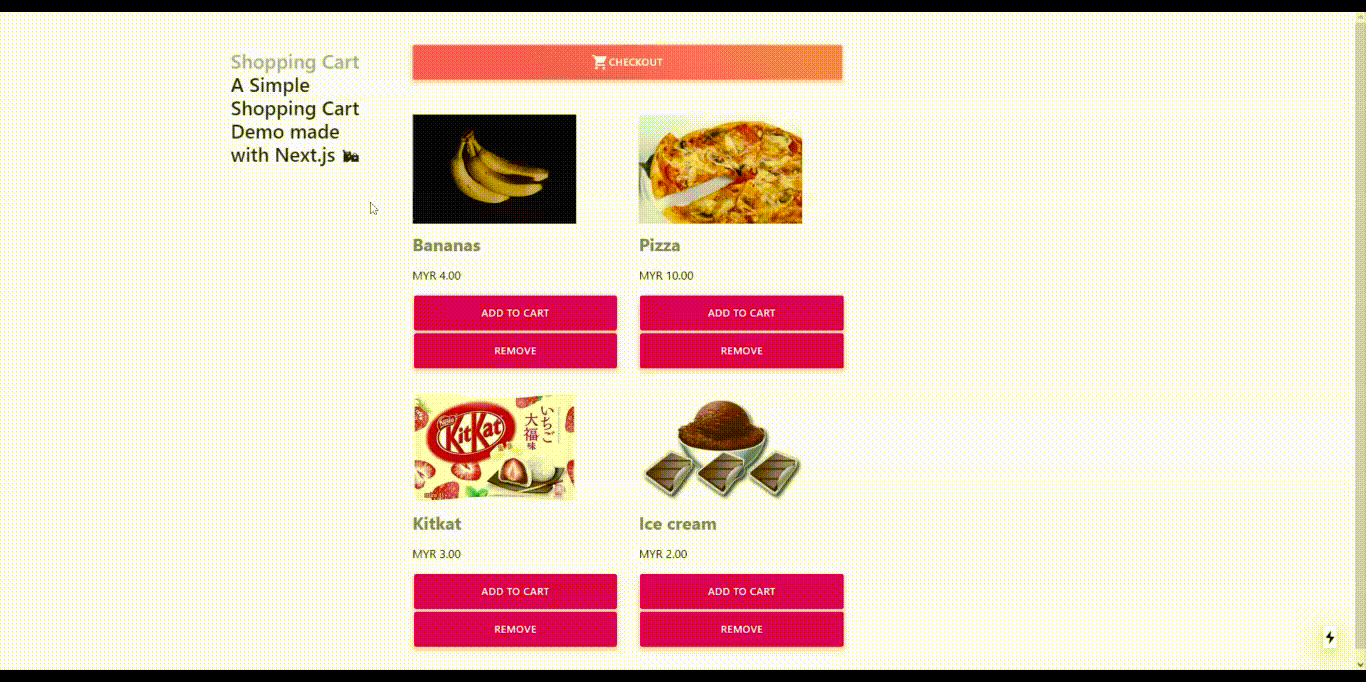 Shopping Cart
A Simple
Shopping Cart
Demo made
with Next.js
CHECKOUT
Bananas
MYR 4.00
ADD TO CART
REMOVE
Pizza
MYR 10.00
ADD TO CART
REMOVE
KitKat
いちご
大福
味
Kitkat
MYR 3.00
ADD TO CART
REMOVE
Ice cream
MYR 2.00
ADD TO CART
REMOVE